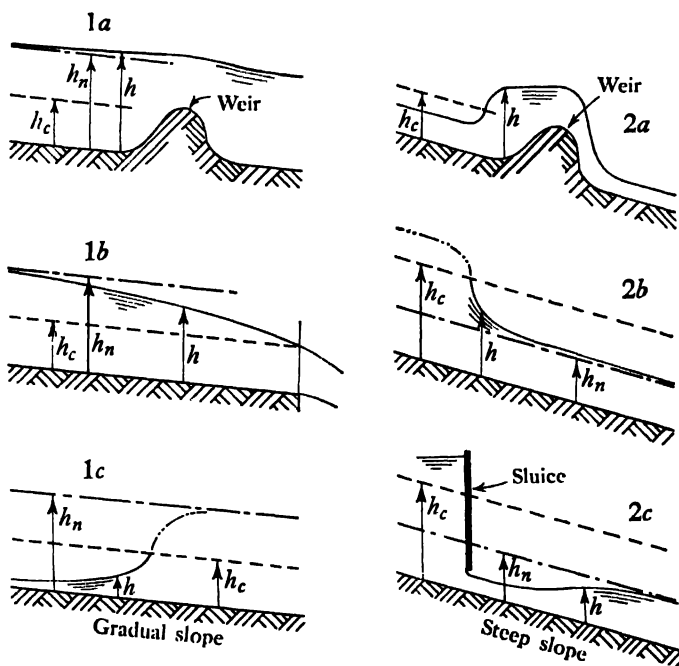 1a
h_n
h
h_c
Weir
Weir
h_c
h
2a
1b
h_c
h_n
h
2b
h_c
h
h_n
1c
h_n
h
h_c
Gradual slope
Sluice
2c
h_c
h_n
h
Steep slope